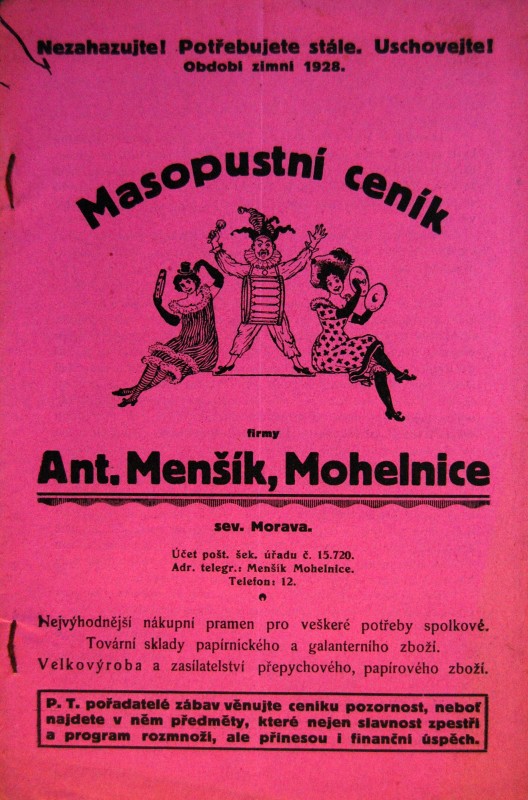 Nezahazujte! Potřebujete stále. Uschovejte!
Období zimní 1928.
Masopustní ceník
firmy
Ant. Menšík, Mohelnice
sev. Morava.
Účet pošt. šek. úřadu č. 15.720.
Adr. telegr.: Menšík Mohelnice.
Telefon: 12.
Nejvýhodnější nákupní pramen pro veškeré potřeby spolkové.
Tovární sklady papírnického a galanterního zboží.
Velkovýroba a zasílatelství přepychového, papírového zboží.
P. T. pořadatelé zábav věnujte ceníku pozornost, neboť
najdete v něm předměty, které nejen slavnost zpestří
a program rozmnoží, ale přinesou i finanční úspěch.